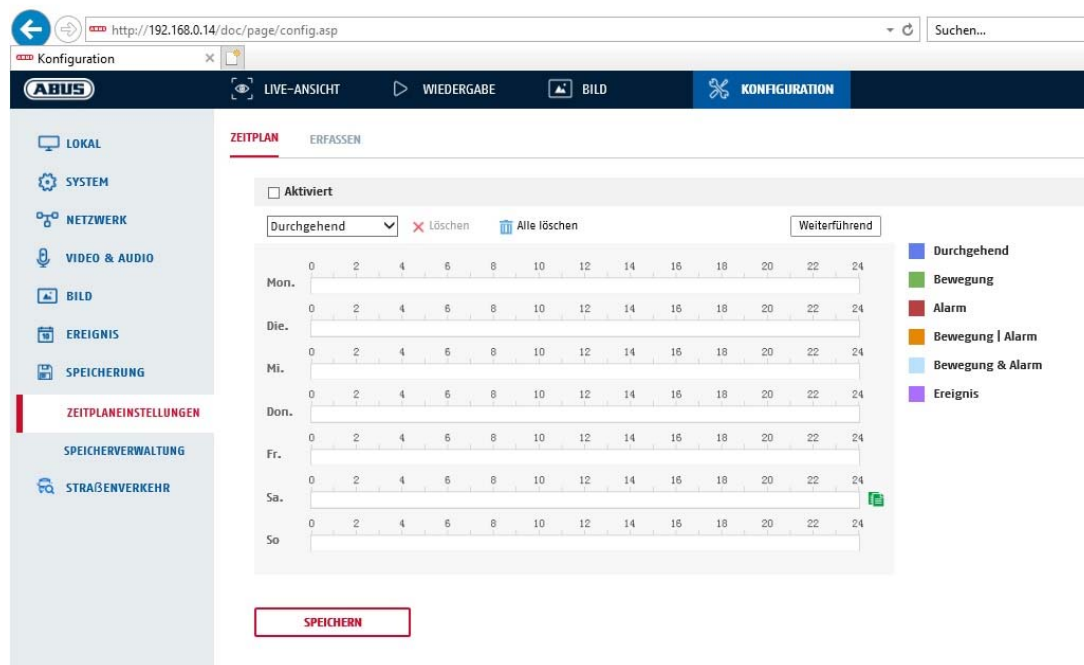 http://192.168.0.14/doc/page/config.asp
Suchen...
Konfiguration
ABUS
LIVE-ANSICHT WIEDERGABE BILD KONFIGURATION
LOKAL
SYSTEM
NETZWERK
VIDEO & AUDIO
BILD
EREIGNIS
SPEICHERUNG
ZEITPLANEINSTELLUNGEN
SPEICHERVERWALTUNG
STRAßENVERKEHR
ZEITPLAN ERFASSEN
Aktiviert
Durchgehend Löschen Alle löschen Weiterführend
0 2 4 6 8 10 12 14 16 18 20 22 24
Mon.
0 2 4 6 8 10 12 14 16 18 20 22 24
Die.
0 2 4 6 8 10 12 14 16 18 20 22 24
Mi.
0 2 4 6 8 10 12 14 16 18 20 22 24
Don.
0 2 4 6 8 10 12 14 16 18 20 22 24
Fr.
0 2 4 6 8 10 12 14 16 18 20 22 24
Sa.
0 2 4 6 8 10 12 14 16 18 20 22 24
So
Durchgehend
Bewegung
Alarm
Bewegung | Alarm
Bewegung & Alarm
Ereignis
SPEICHERN